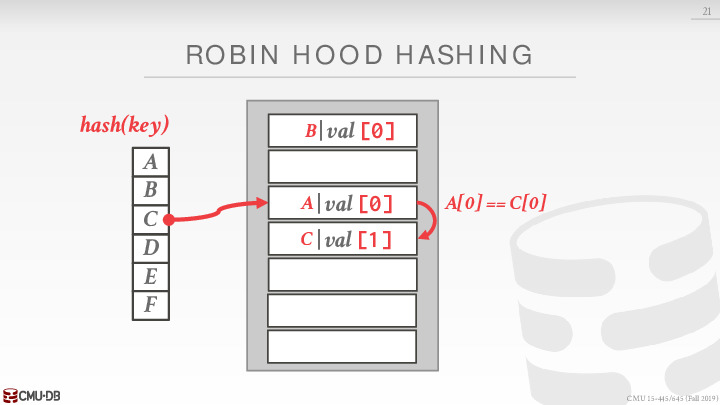 21
ROBIN HOOD HASHING
hash(key)
A
B
C
D
E
F
B|val [0]
A|val [0]
C|val [1]
A[0] == C[0]
CMU·DB
CMU 15-445/645 (Fall 2019)